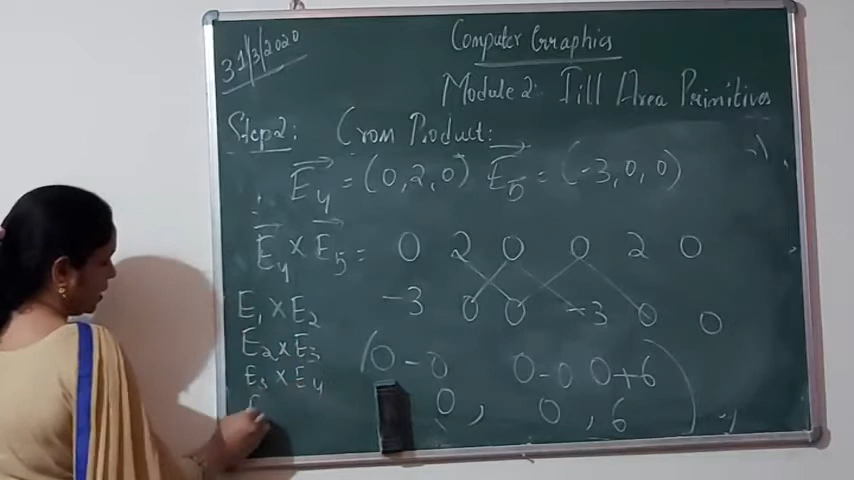 31/3/2020
Computer Graphics
Module 2: Fill Area Primitives
Step 2: Cross Product:
E4 = (0, 2, 0) E5 = (-3, 0, 0)
E4 × E5 = 0 2 0 0 2 0
-3 0 0 -3 0 0
E1 × E2
E2 × E3
(0-0 0-0 0+6)
E3 × E4
0, 0, 6
E